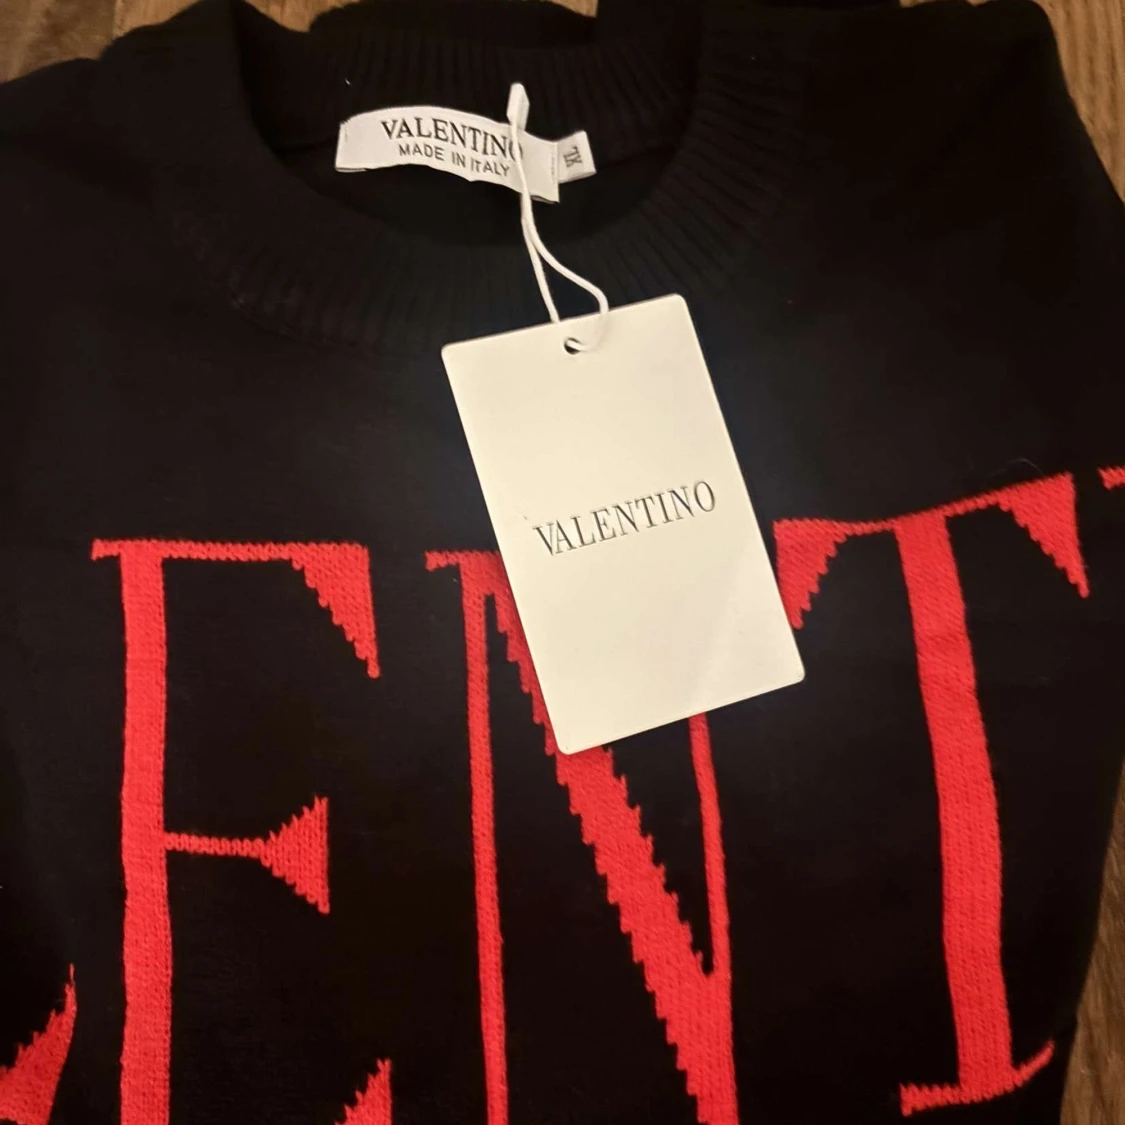 VALENTINO
MADE IN ITALY
XL
VALENTINO
ENT